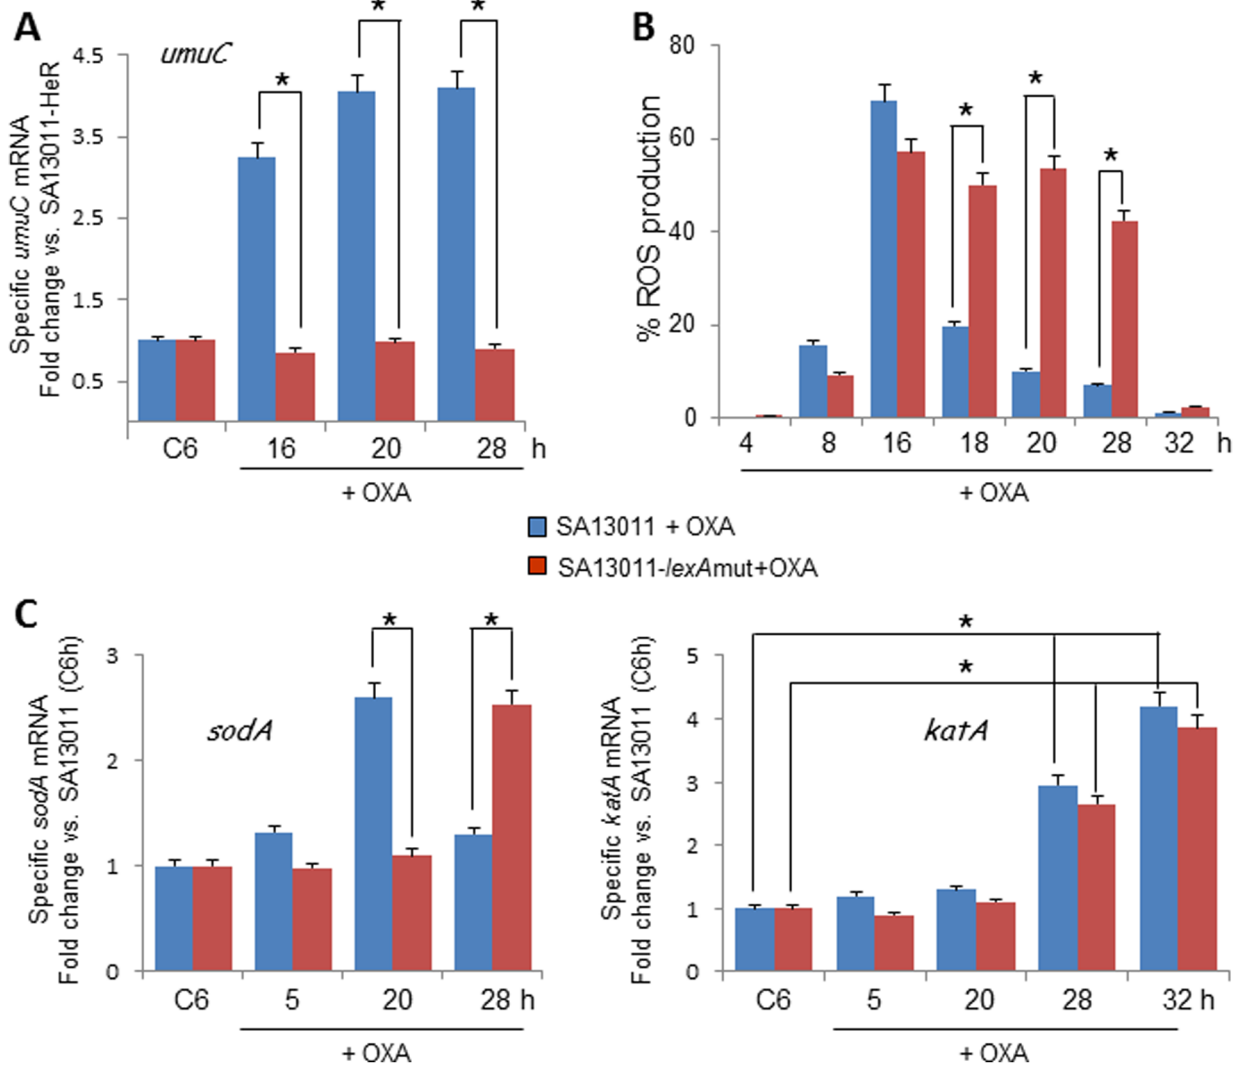 A
umuC
*
*
*
Specific umuC mRNA
Fold change vs. SA13011-HeR
4.5
3.5
2.5
1.5
0.5
C6 16 20 28 h
+ OXA
B
% ROS production
80
60
40
20
0
*
*
*
4 8 16 18 20 28 32 h
+ OXA
SA13011 + OXA
SA13011-lexAmut+OXA
C
Specific sodA mRNA
Fold change vs. SA13011 (C6h)
3
2
1
0
sodA
*
*
C6 5 20 28 h
+ OXA
Specific katA mRNA
Fold change vs. SA13011 (C6h)
5
4
3
2
1
0
katA
*
*
C6 5 20 28 32 h
+ OXA